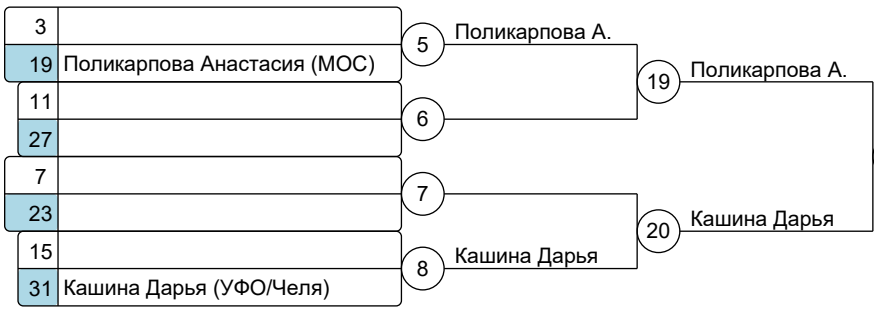 3
19 Поликарпова Анастасия (МОС)
5 Поликарпова А.
11
27
6
19 Поликарпова А.
7
23
7
15
31 Кашина Дарья (УФО/Челя)
8 Кашина Дарья
20 Кашина Дарья